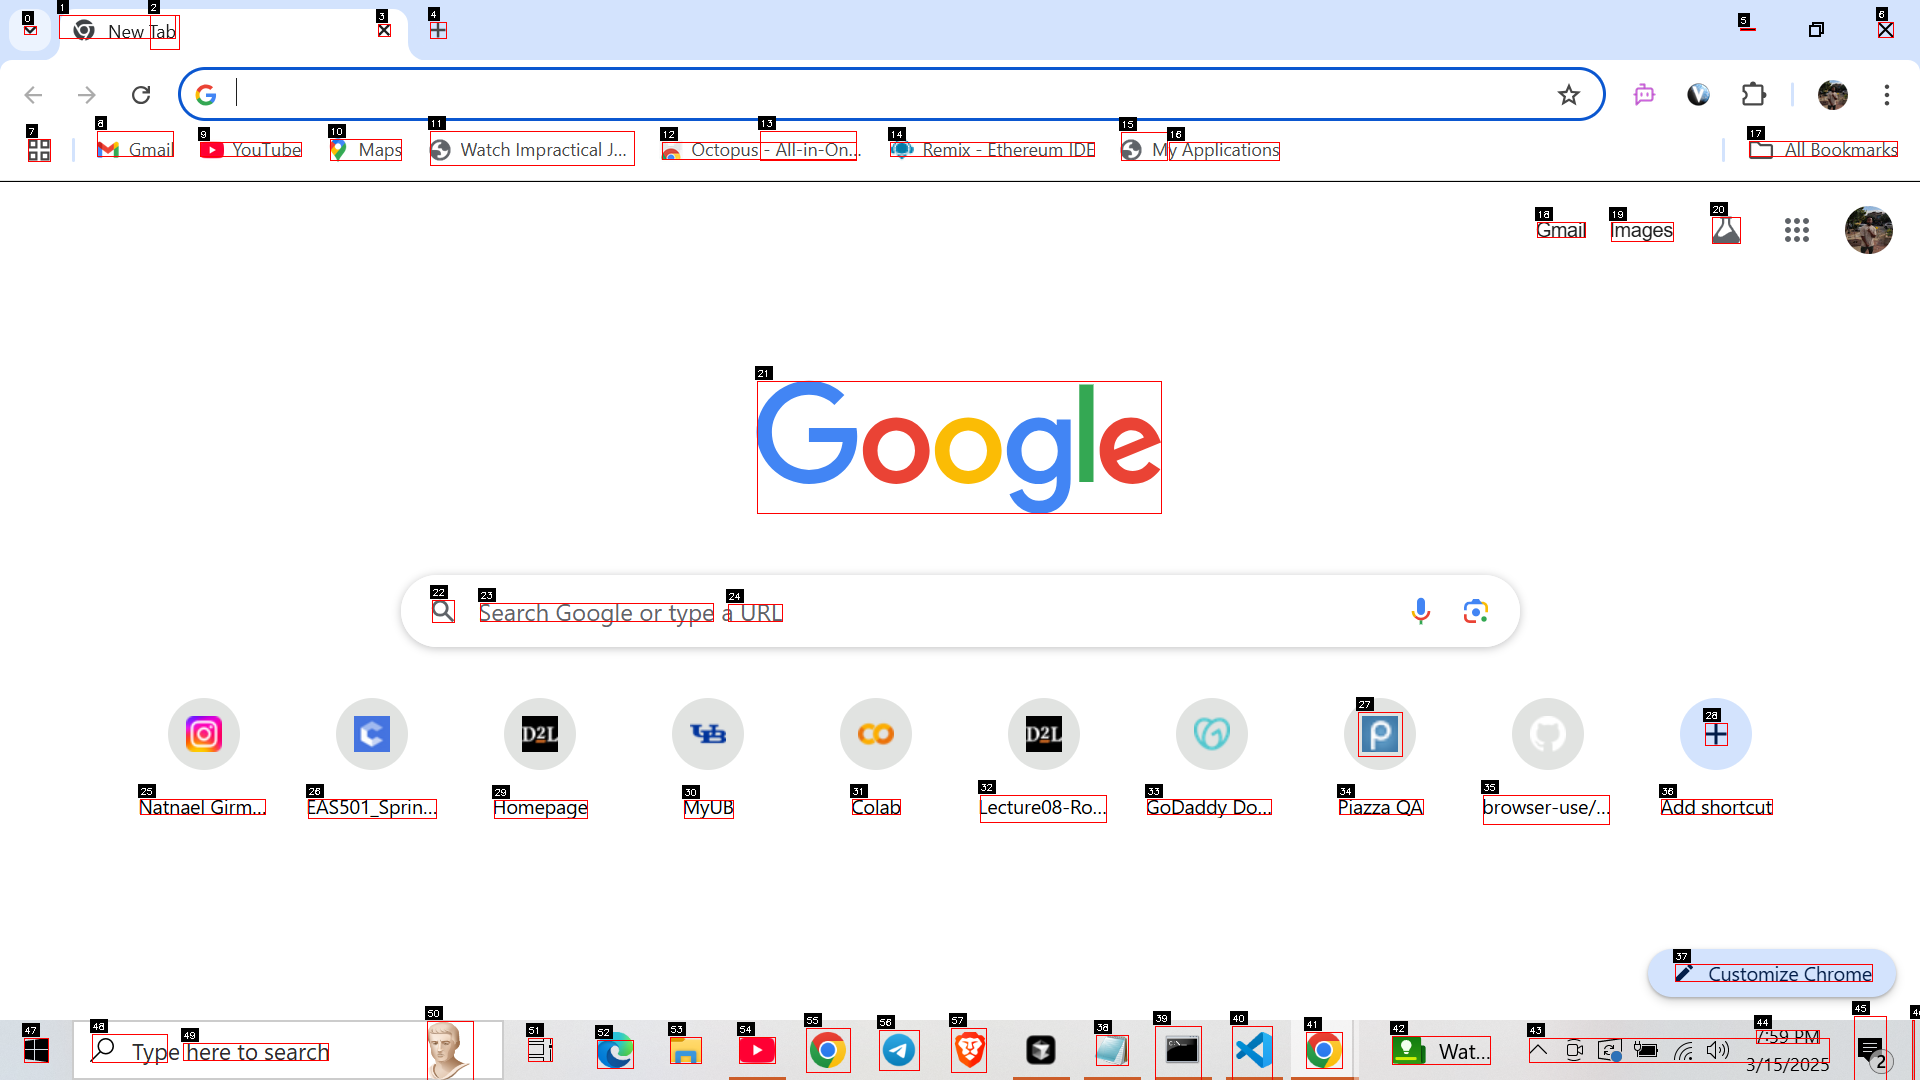 New Tab
Gmail
YouTube
Maps
Watch Impractical J...
Octopus - All-in-On...
Remix - Ethereum IDE
My Applications
All Bookmarks
Gmail
Images
Google
Search Google or type a URL
D2L
UB
D2L
Natnael Girm...
EAS501_Sprin...
Homepage
MyUB
Colab
Lecture08-Ro...
GoDaddy Do...
Piazza QA
browser-use/...
Add shortcut
Customize Chrome
Type here to search
Wat...
7:59 PM
3/15/2025
2
0
1
2
3
4
5
6
7
8
9
10
11
12
13
14
15
16
17
18
19
20
21
22
23
24
25
26
27
28
29
30
31
32
33
34
35
36
37
38
39
40
41
42
43
44
45
47
48
49
50
51
52
53
54
55
56
57